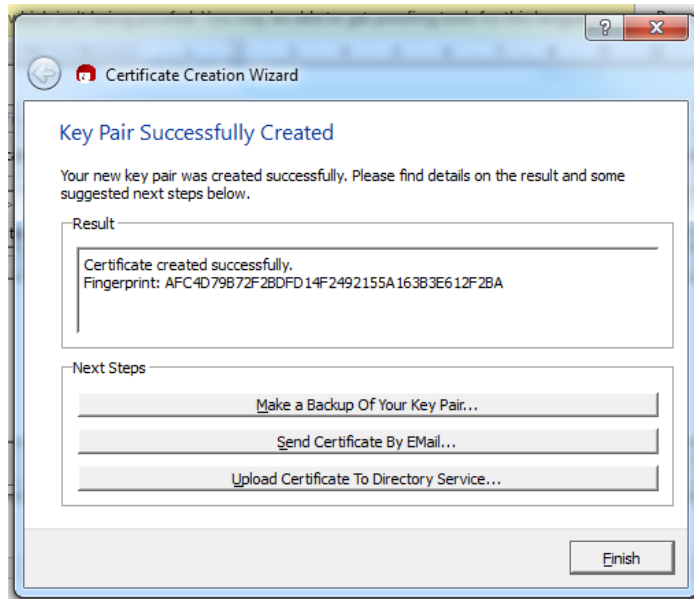 ?
X
Certificate Creation Wizard
Key Pair Successfully Created
Your new key pair was created successfully. Please find details on the result and some
suggested next steps below.
Result
Certificate created successfully.
Fingerprint: AFC4D79B72F2BDFD14F2492155A163B3E612F2BA
Next Steps
Make a Backup Of Your Key Pair...
Send Certificate By EMail...
Upload Certificate To Directory Service...
Finish